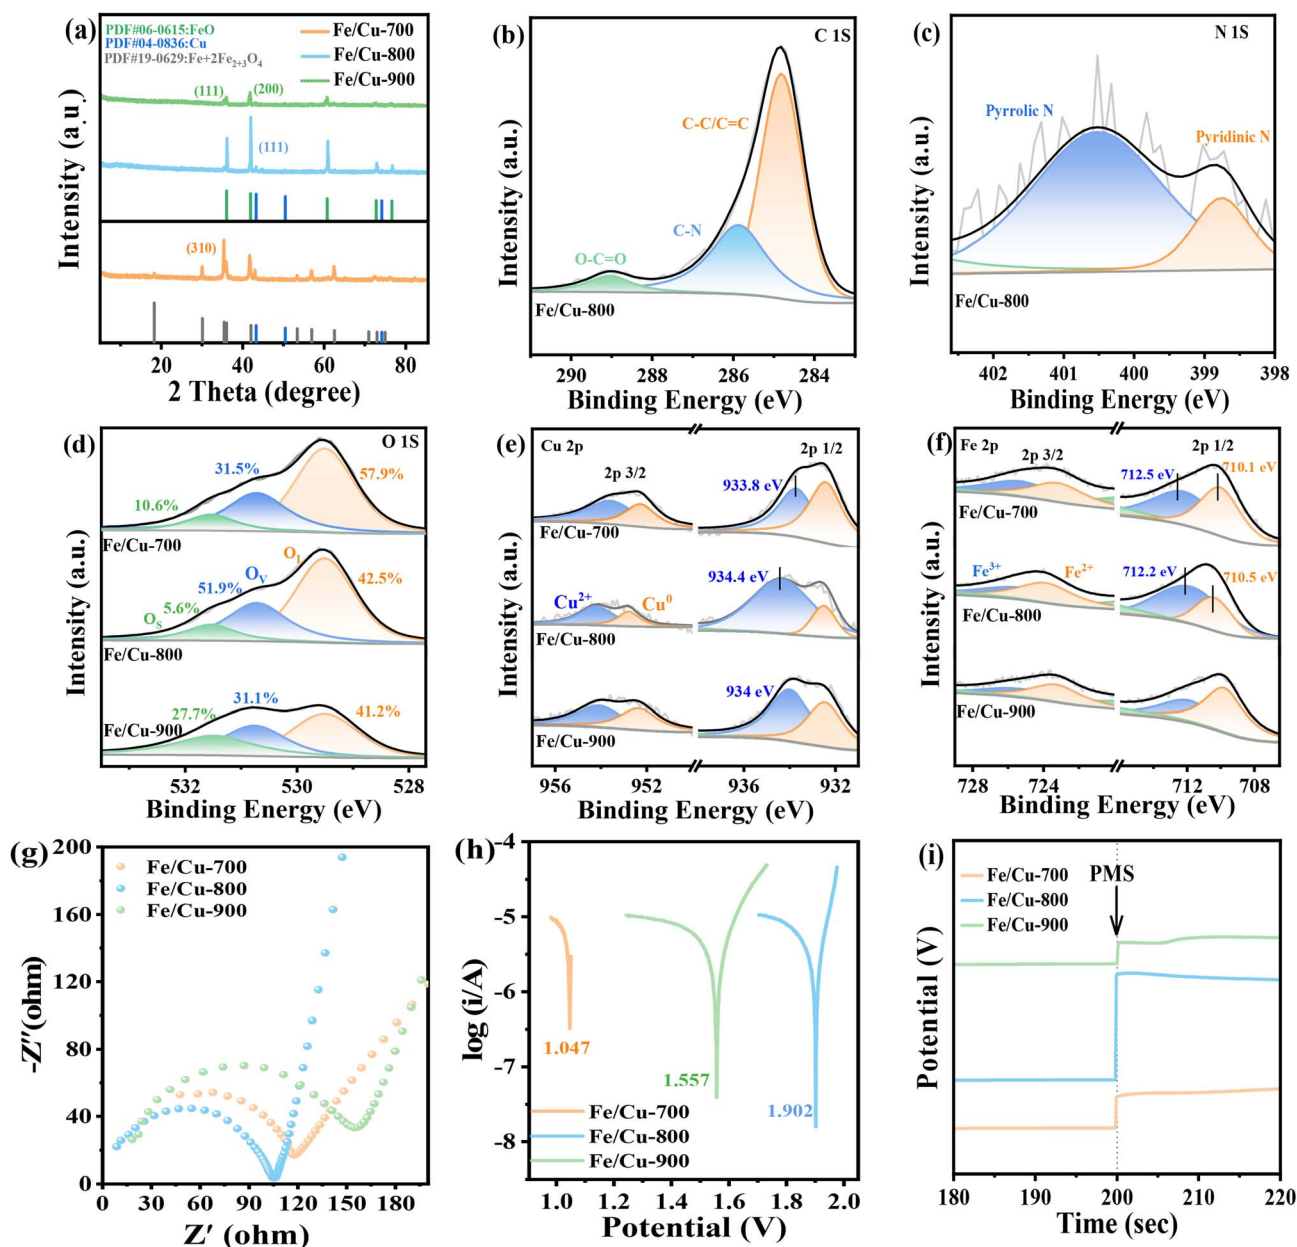 (a)
PDF#06-0615:FeO
PDF#04-0836:Cu
PDF#19-0629:Fe+2Fe2+3O4
Fe/Cu-700
Fe/Cu-800
Fe/Cu-900
(111)
(200)
(111)
(310)
Intensity (a.u.)
20 40 60 80
2 Theta (degree)
(b)
C 1S
C-C/C=C
C-N
O-C=O
Fe/Cu-800
Intensity (a.u.)
290 288 286 284
Binding Energy (eV)
(c)
N 1S
Pyrrolic N
Pyridinic N
Fe/Cu-800
Intensity (a.u.)
402 401 400 399 398
Binding Energy (eV)
(d)
O 1S
31.5%
57.9%
10.6%
Fe/Cu-700
OL
OV
51.9%
42.5%
5.6%
OS
Fe/Cu-800
31.1%
27.7%
41.2%
Fe/Cu-900
Intensity (a.u.)
532 530 528
Binding Energy (eV)
(e)
Cu 2p
2p 3/2
2p 1/2
933.8 eV
Fe/Cu-700
934.4 eV
Cu2+
Cu0
Fe/Cu-800
934 eV
Fe/Cu-900
Intensity (a.u.)
956 952 936 932
Binding Energy (eV)
(f)
Fe 2p
2p 3/2
2p 1/2
712.5 eV
710.1 eV
Fe/Cu-700
Fe3+
Fe2+
712.2 eV
710.5 eV
Fe/Cu-800
Fe/Cu-900
Intensity (a.u.)
728 724 712 708
Binding Energy (eV)
(g)
Fe/Cu-700
Fe/Cu-800
Fe/Cu-900
200
160
120
80
40
0
-Z″(ohm)
0 30 60 90 120 150 180
Z′ (ohm)
(h)
-4
-5
-6
-7
-8
log (i/A)
1.047
1.557
1.902
Fe/Cu-700
Fe/Cu-800
Fe/Cu-900
1.0 1.2 1.4 1.6 1.8 2.0
Potential (V)
(i)
Fe/Cu-700
Fe/Cu-800
Fe/Cu-900
PMS
Potential (V)
180 190 200 210 220
Time (sec)